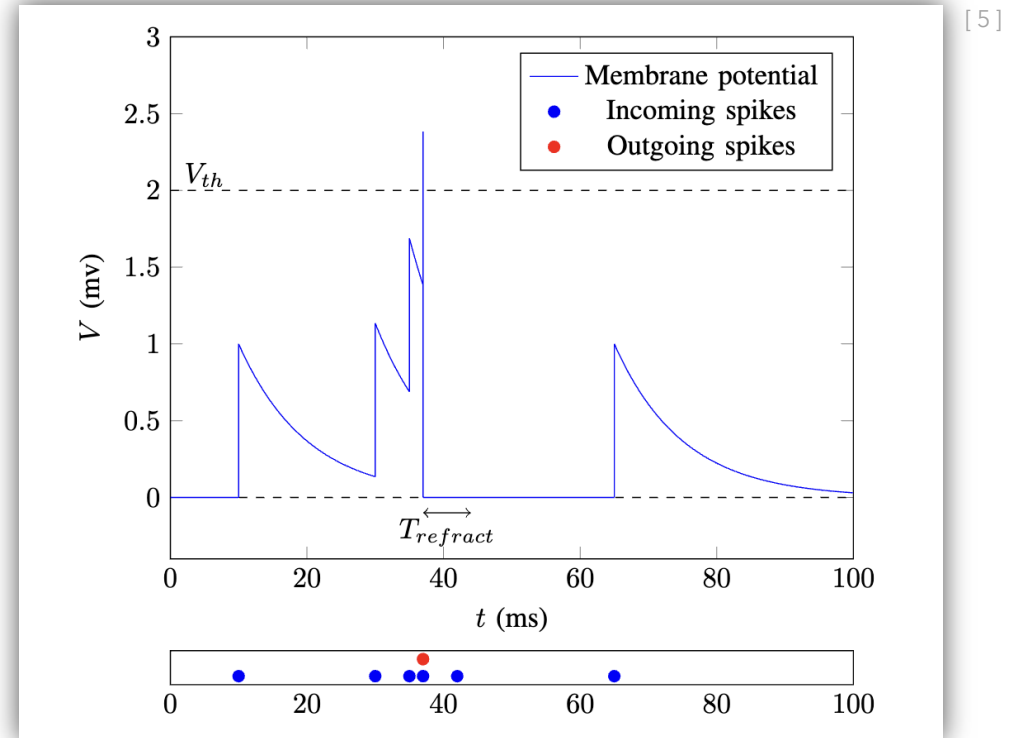 [5]
3
Membrane potential
Incoming spikes
Outgoing spikes
2.5
V_th
2
1.5
V (mv)
1
0.5
0
T_refract
0 20 40 60 80 100
t (ms)
0 20 40 60 80 100